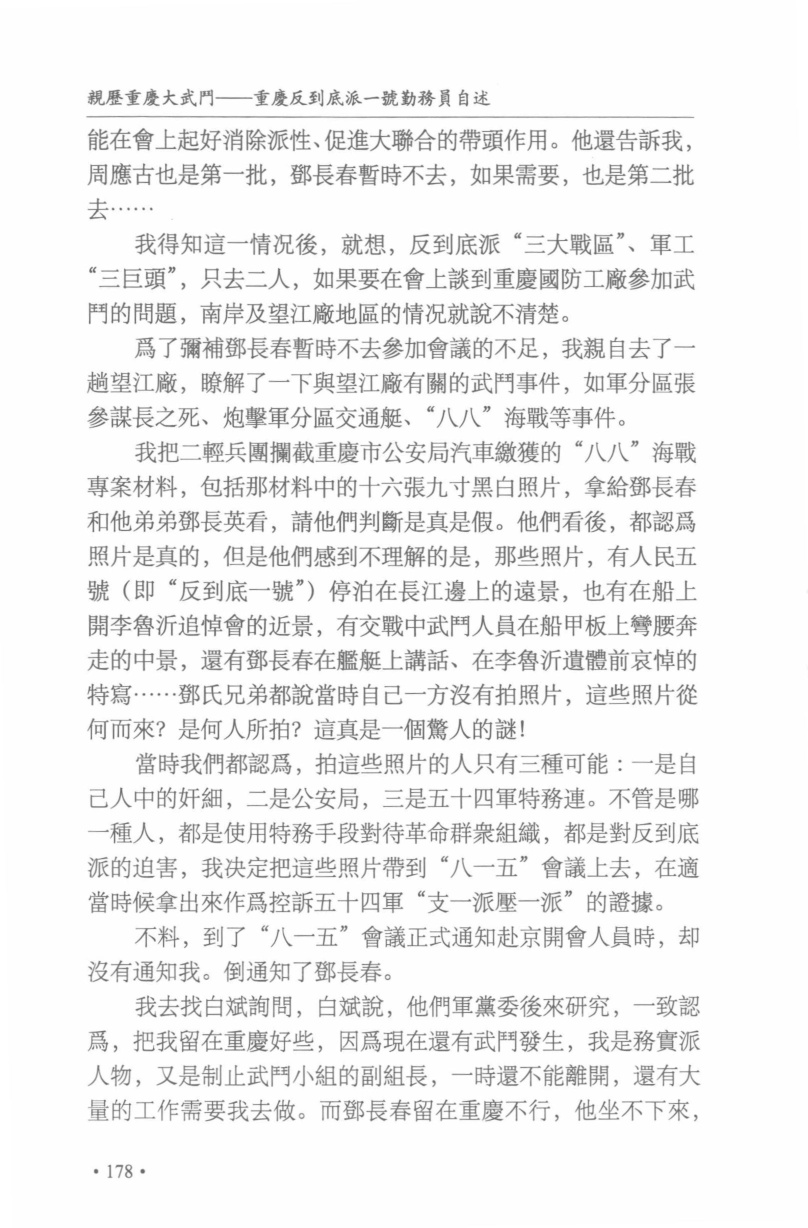 親歷重慶大武鬥——重慶反到底派一號勤務員自述
能在會上起好消除派性、促進大聯合的帶頭作用。他還告訴我，
周應古也是第一批，鄧長春暫時不去，如果需要，也是第二批
去……
我得知這一情況後，就想，反到底派“三大戰區”、軍工
“三巨頭”，只去二人，如果要在會上談到重慶國防工廠參加武
鬥的問題，南岸及望江廠地區的情况就說不清楚。
爲了彌補鄧長春暫時不去參加會議的不足，我親自去了一
趟望江廠，瞭解了一下與望江廠有關的武鬥事件，如軍分區張
參謀長之死、炮擊軍分區交通艇、“八八”海戰等事件。
我把二輕兵團攔截重慶市公安局汽車繳獲的“八八”海戰
專案材料，包括那材料中的十六張九寸黑白照片，拿給鄧長春
和他弟弟鄧長英看，請他們判斷是真是假。他們看後，都認爲
照片是真的，但是他們感到不理解的是，那些照片，有人民五
號（即“反到底一號”）停泊在長江邊上的遠景，也有在船上
開李魯沂追悼會的近景，有交戰中武鬥人員在船甲板上彎腰奔
走的中景，還有鄧長春在艦艇上講話、在李魯沂遺體前哀悼的
特寫……鄧氏兄弟都說當時自己一方沒有拍照片，這些照片從
何而來？是何人所拍？這真是一個驚人的謎！
當時我們都認爲，拍這些照片的人只有三種可能：一是自
己人中的奸細，二是公安局，三是五十四軍特務連。不管是哪
一種人，都是使用特務手段對待革命群衆組織，都是對反到底
派的迫害，我决定把這些照片帶到“八一五”會議上去，在適
當時候拿出來作爲控訴五十四軍“支一派壓一派”的證據。
不料，到了“八一五”會議正式通知赴京開會人員時，却
沒有通知我。倒通知了鄧長春。
我去找白斌詢問，白斌說，他們軍黨委後來研究，一致認
爲，把我留在重慶好些，因爲現在還有武鬥發生，我是務實派
人物，又是制止武鬥小組的副組長，一時還不能離開，還有大
量的工作需要我去做。而鄧長春留在重慶不行，他坐不下來，
·178·